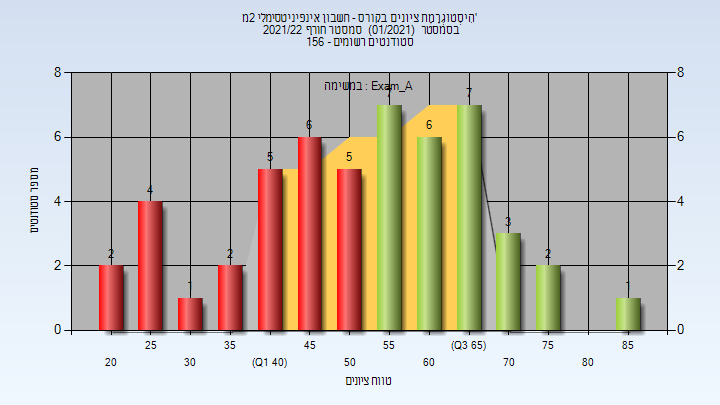 היסטוגרמת ציונים בקורס - חשבון אינפיניטסימלי 2מ'
בסמסטר (01/2021) סמסטר חורף 2021/22
סטודנטים רשומים - 156
במשימה : Exam_A
מספר סטודנטים
8 8
6 6
4 4
2 2
0 0
2 4 1 2 5 6 5 7 6 7 3 2 1
25 35 45 55 (Q3 65) 75 85
20 30 (Q1 40) 50 60 70 80
טווח ציונים